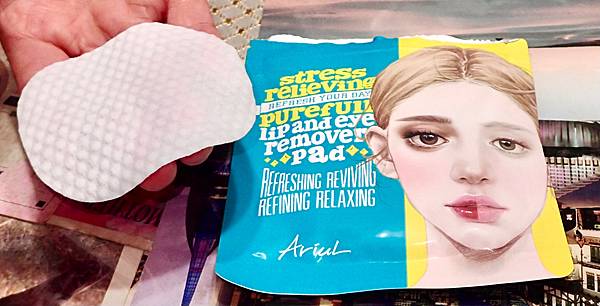 stress
relieving
REFRESH YOUR DAY
purefull
lip and eye
remover
pad
REFRESHING REVIVING
REFINING RELAXING
Ariul